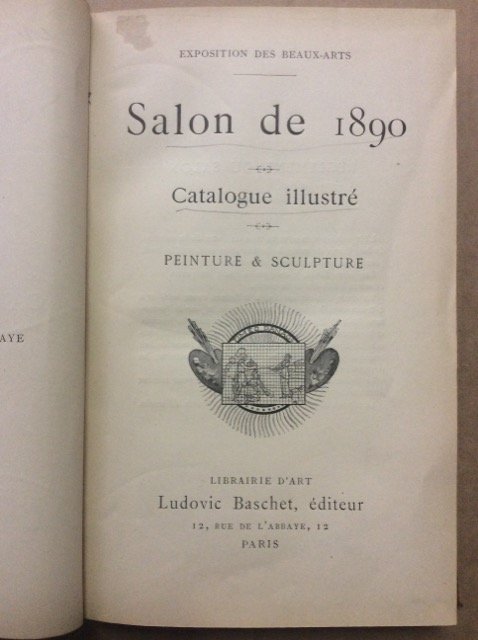 EXPOSITION DES BEAUX-ARTS
Salon de 1890
Catalogue illustré
PEINTURE & SCULPTURE
LIBRAIRIE D'ART
Ludovic Baschet, éditeur
12, RUE DE L'ABBAYE, 12
PARIS
AYE